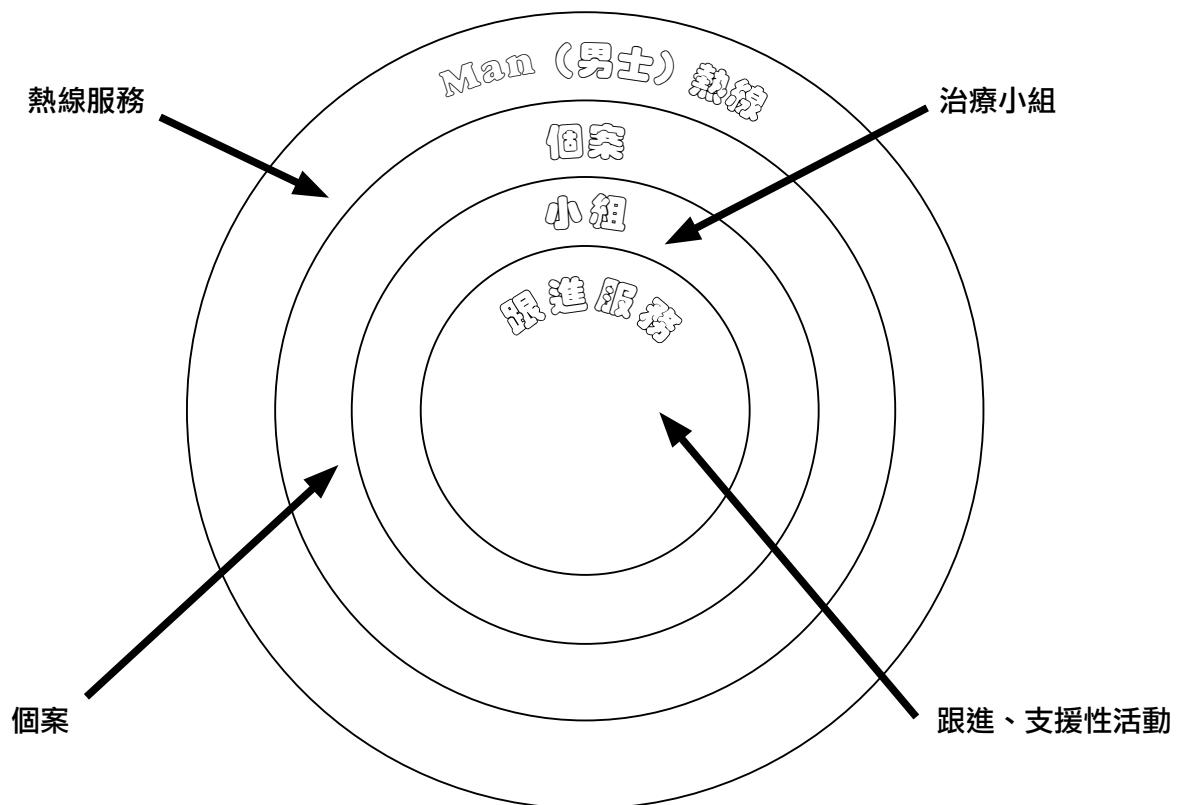 Man（男士）熱線
熱線服務
治療小組
個案
小組
跟進服務
個案
跟進、支援性活動